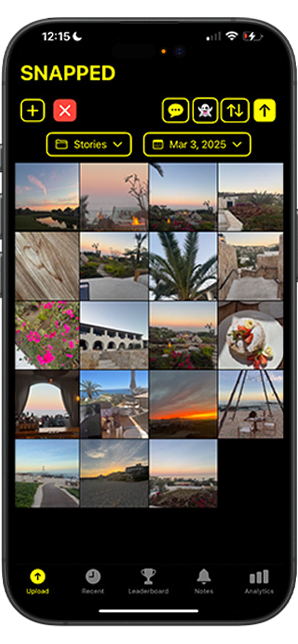 12:15
SNAPPED
Stories
Mar 3, 2025
Upload
Recent
Leaderboard
Notes
Analytics